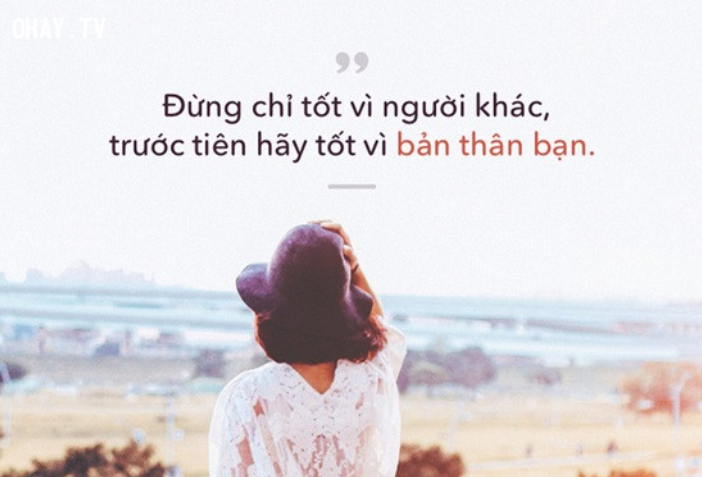 OHAY.TV
”
Đừng chỉ tốt vì người khác,
trước tiên hãy tốt vì bản thân bạn.